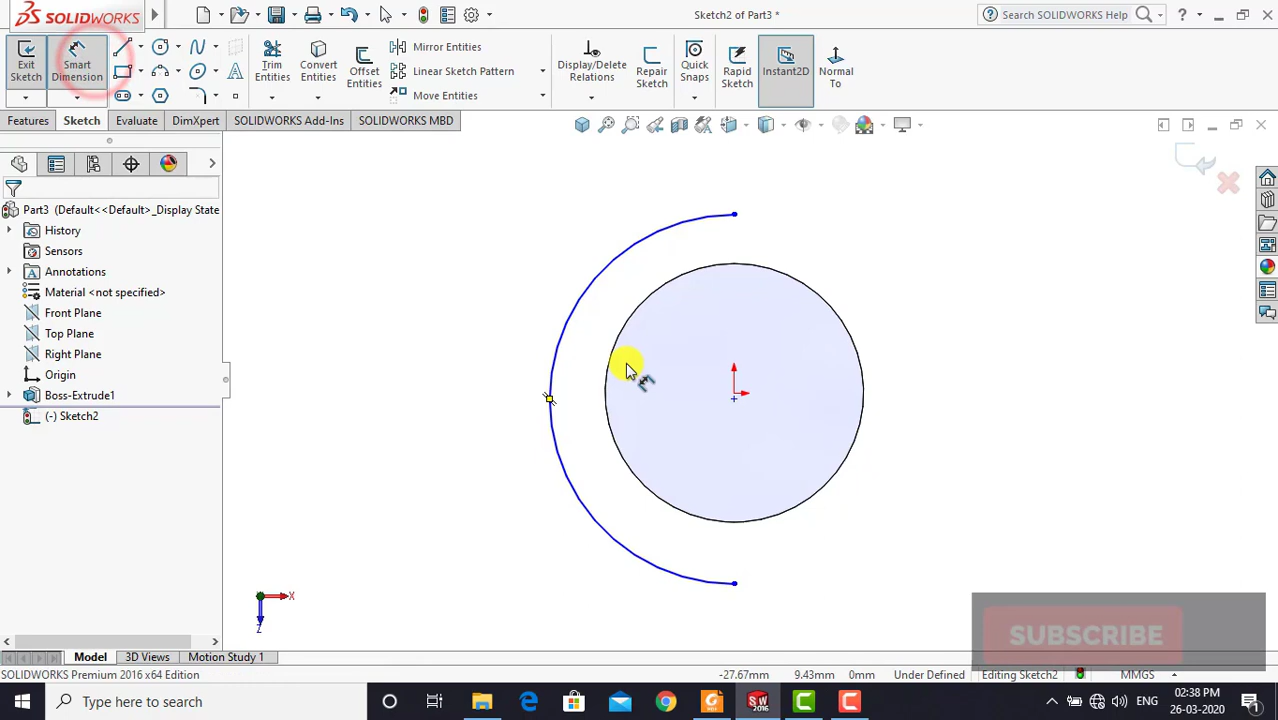 SOLIDWORKS
Sketch2 of Part3 *
Search SOLIDWORKS Help
Exit Sketch
Smart Dimension
Trim Entities
Convert Entities
Offset Entities
Mirror Entities
Linear Sketch Pattern
Move Entities
Display/Delete Relations
Repair Sketch
Quick Snaps
Rapid Sketch
Instant2D
Normal To
Features Sketch Evaluate DimXpert SOLIDWORKS Add-Ins SOLIDWORKS MBD
Part3 (Default<<Default>_Display State
History
Sensors
Annotations
Material <not specified>
Front Plane
Top Plane
Right Plane
Origin
Boss-Extrude1
(-) Sketch2
X
Z
SUBSCRIBE
Model 3D Views Motion Study 1
SOLIDWORKS Premium 2016 x64 Edition
-27.67mm 9.43mm 0mm Under Defined Editing Sketch2 MMGS
Type here to search
SW
2016
ENG
02:38 PM
26-03-2020